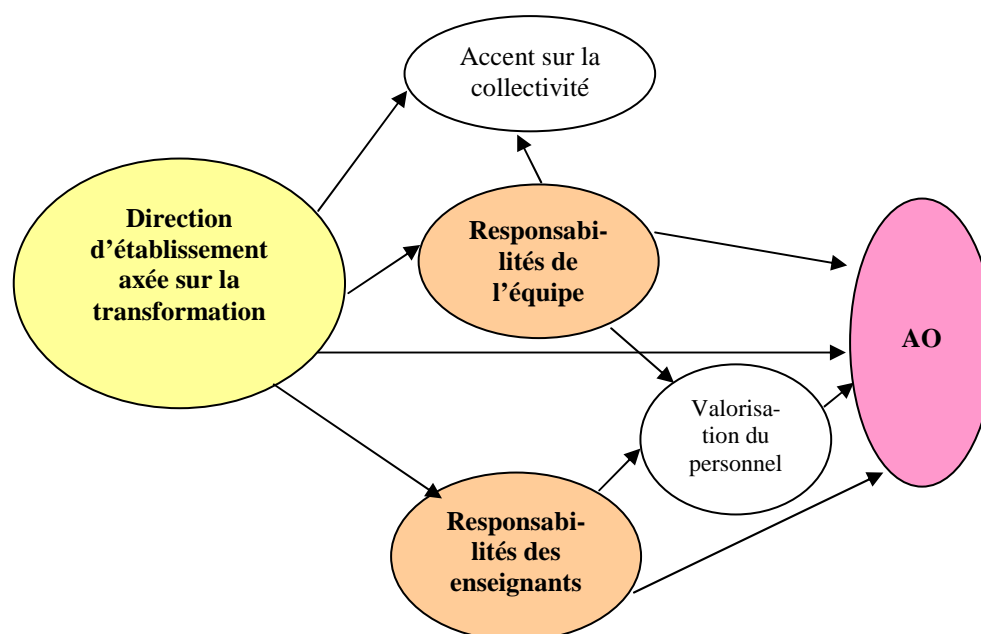 Accent sur la
collectivité
Direction
d’établissement
axée sur la
transformation
Responsabi-
lités de
l’équipe
AO
Valorisa-
tion du
personnel
Responsabi-
lités des
enseignants